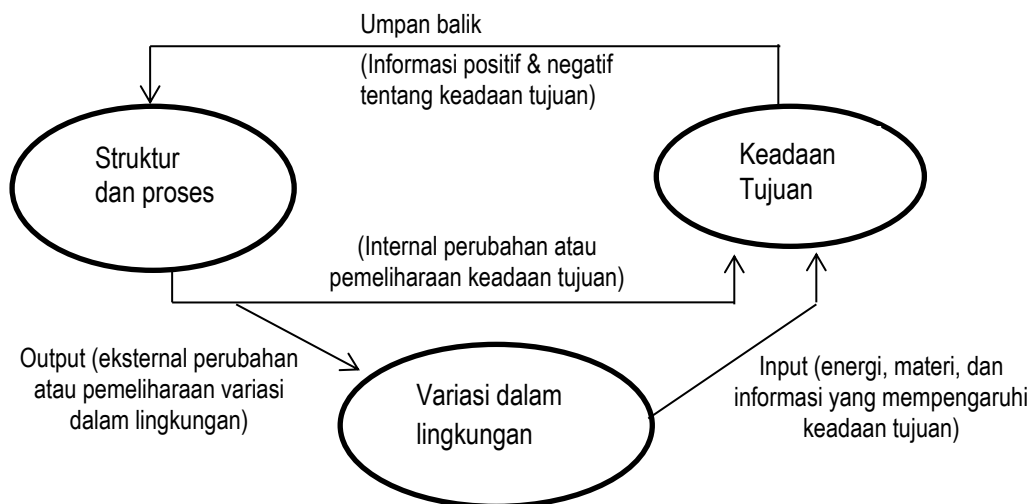 Umpan balik
(Informasi positif & negatif
tentang keadaan tujuan)
Struktur
dan proses
Keadaan
Tujuan
(Internal perubahan atau
pemeliharaan keadaan tujuan)
Output (eksternal perubahan
atau pemeliharaan variasi
dalam lingkungan)
Variasi dalam
lingkungan
Input (energi, materi, dan
informasi yang mempengaruhi
keadaan tujuan)